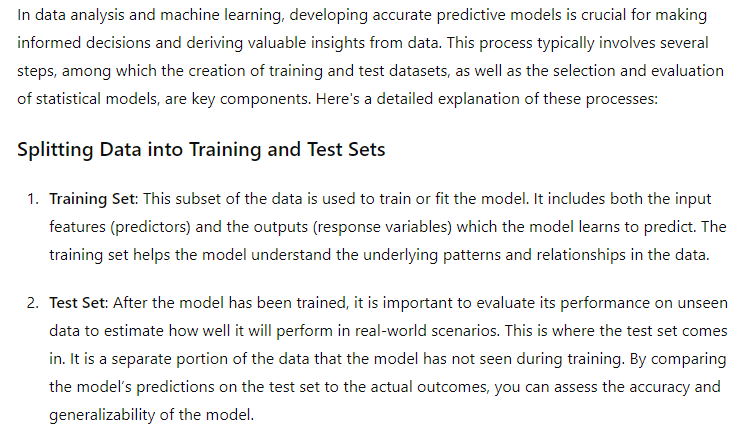 In data analysis and machine learning, developing accurate predictive models is crucial for making
informed decisions and deriving valuable insights from data. This process typically involves several
steps, among which the creation of training and test datasets, as well as the selection and evaluation
of statistical models, are key components. Here's a detailed explanation of these processes:
Splitting Data into Training and Test Sets
1. Training Set: This subset of the data is used to train or fit the model. It includes both the input
features (predictors) and the outputs (response variables) which the model learns to predict. The
training set helps the model understand the underlying patterns and relationships in the data.
2. Test Set: After the model has been trained, it is important to evaluate its performance on unseen
data to estimate how well it will perform in real-world scenarios. This is where the test set comes
in. It is a separate portion of the data that the model has not seen during training. By comparing
the model's predictions on the test set to the actual outcomes, you can assess the accuracy and
generalizability of the model.